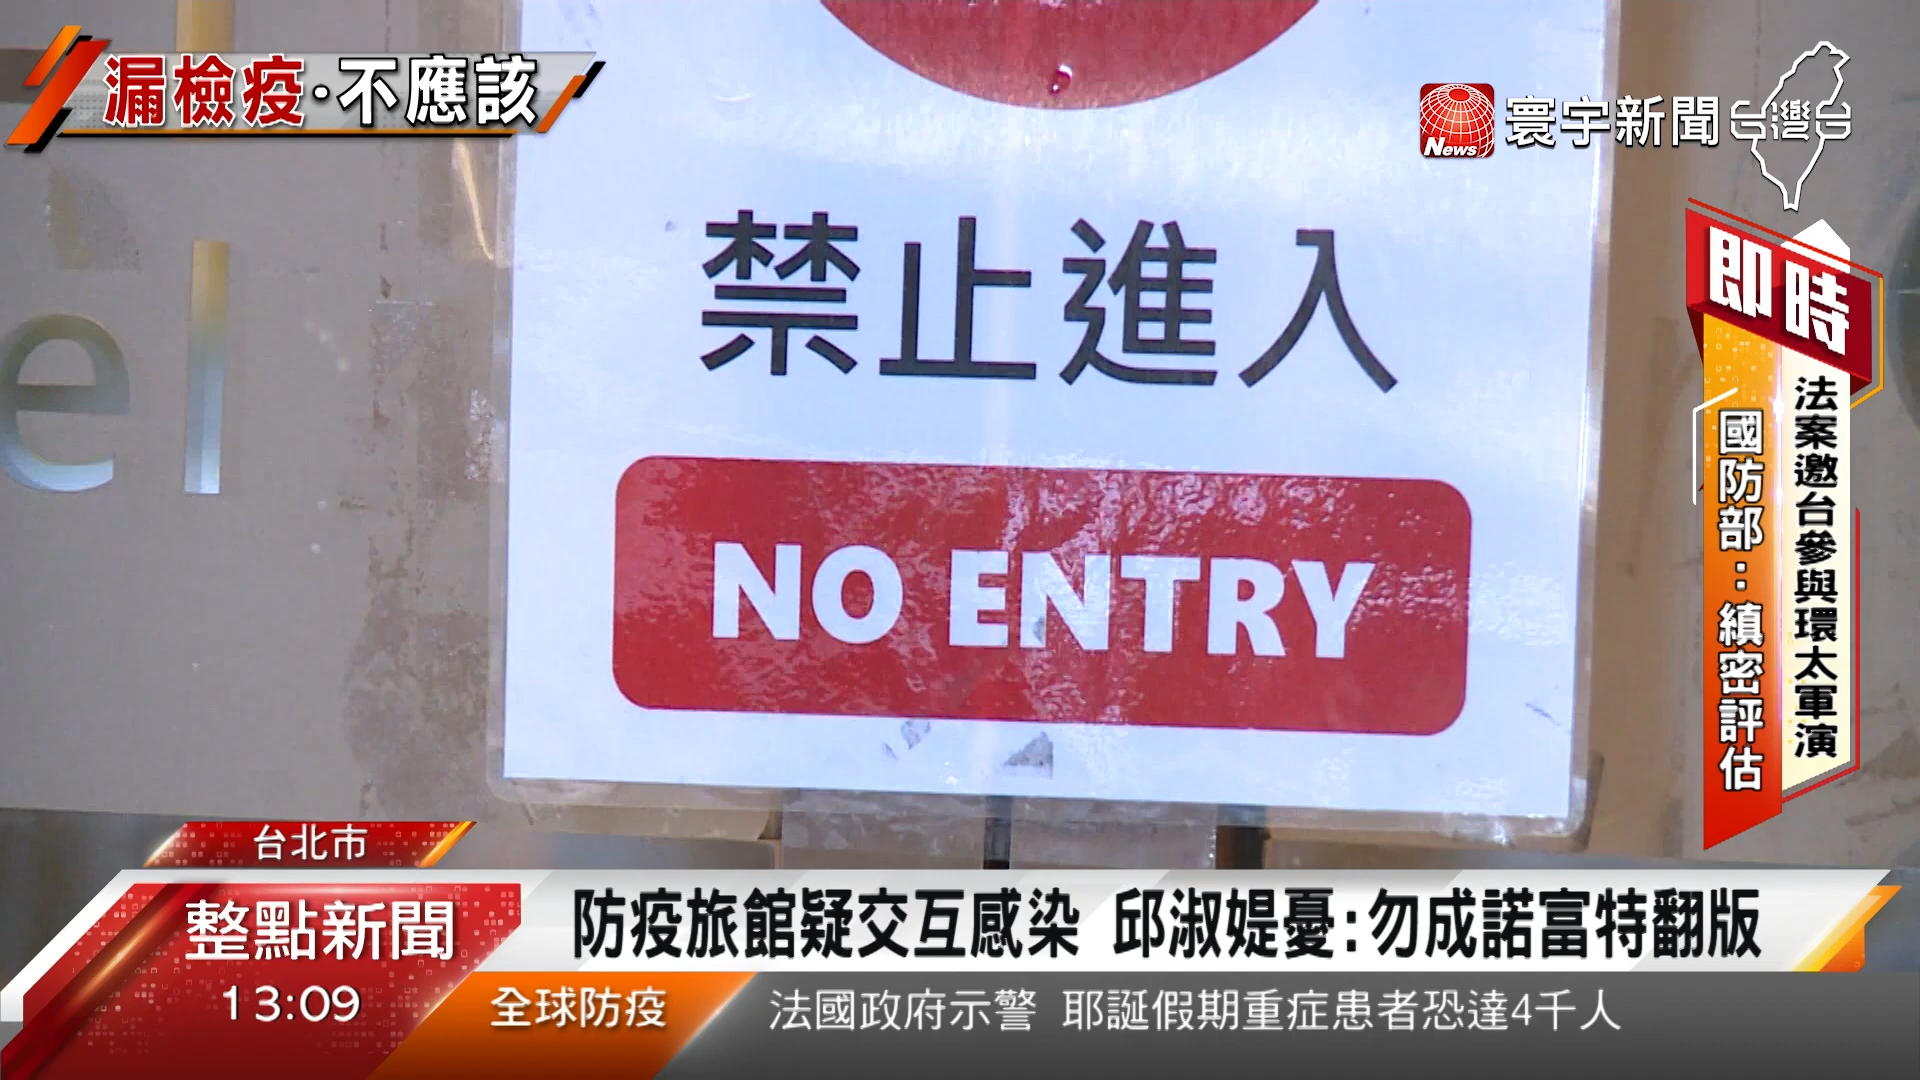 漏檢疫·不應該
News
寰宇新聞
台灣台
即時
法案邀台參與環太軍演
國防部：縝密評估
el
禁止進入
NO ENTRY
台北市
整點新聞
防疫旅館疑交互感染 邱淑媞憂:勿成諾富特翻版
13:09
全球防疫
法國政府示警 耶誕假期重症患者恐達4千人